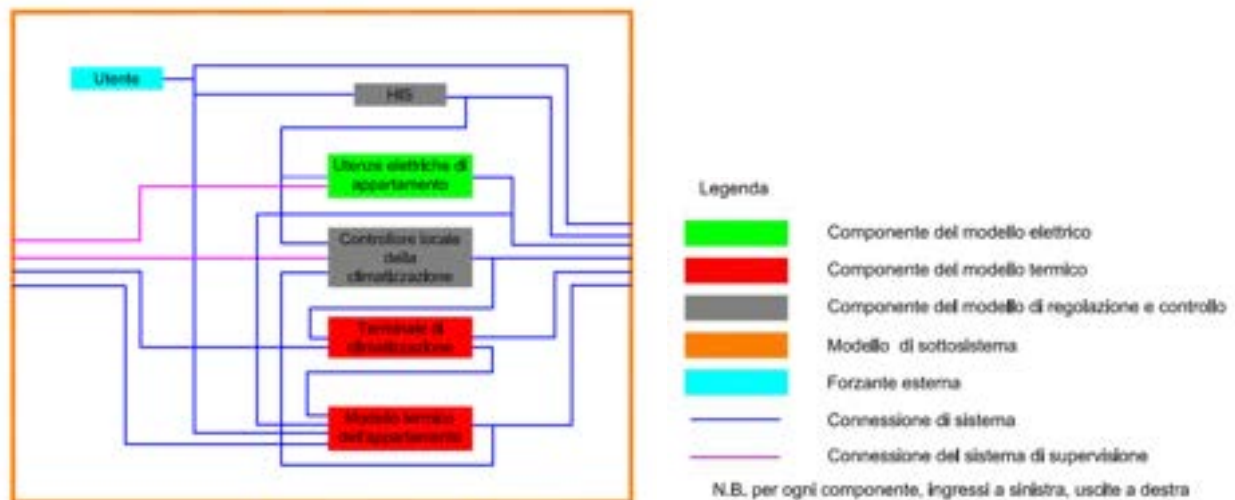 Utente
HIS
Utenze elettriche di
appartamento
Controllore locale
della
climatizzazione
Terminale di
climatizzazione
Modello termico
dell'appartamento
Legenda
Componente del modello elettrico
Componente del modello termico
Componente del modello di regolazione e controllo
Modello di sottosistema
Forzante esterna
Connessione di sistema
Connessione del sistema di supervisione
N.B. per ogni componente, ingressi a sinistra, uscite a destra